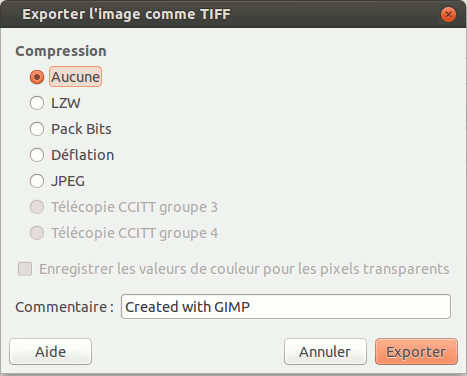 Exporter l'image comme TIFF
Compression
Aucune
LZW
Pack Bits
Déflation
JPEG
Télécopie CCITT groupe 3
Télécopie CCITT groupe 4
Enregistrer les valeurs de couleur pour les pixels transparents
Commentaire : Created with GIMP
Aide Annuler Exporter